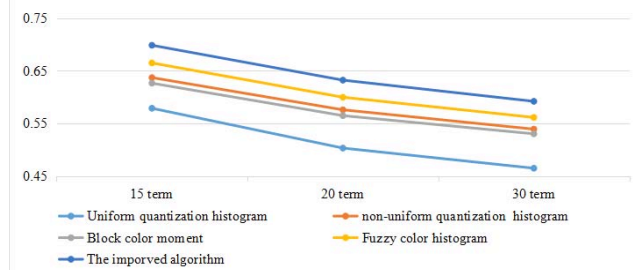 0.75
0.65
0.55
0.45
15 term 20 term 30 term
Uniform quantization histogram non-uniform quantization histogram
Block color moment Fuzzy color histogram
The imporved algorithm